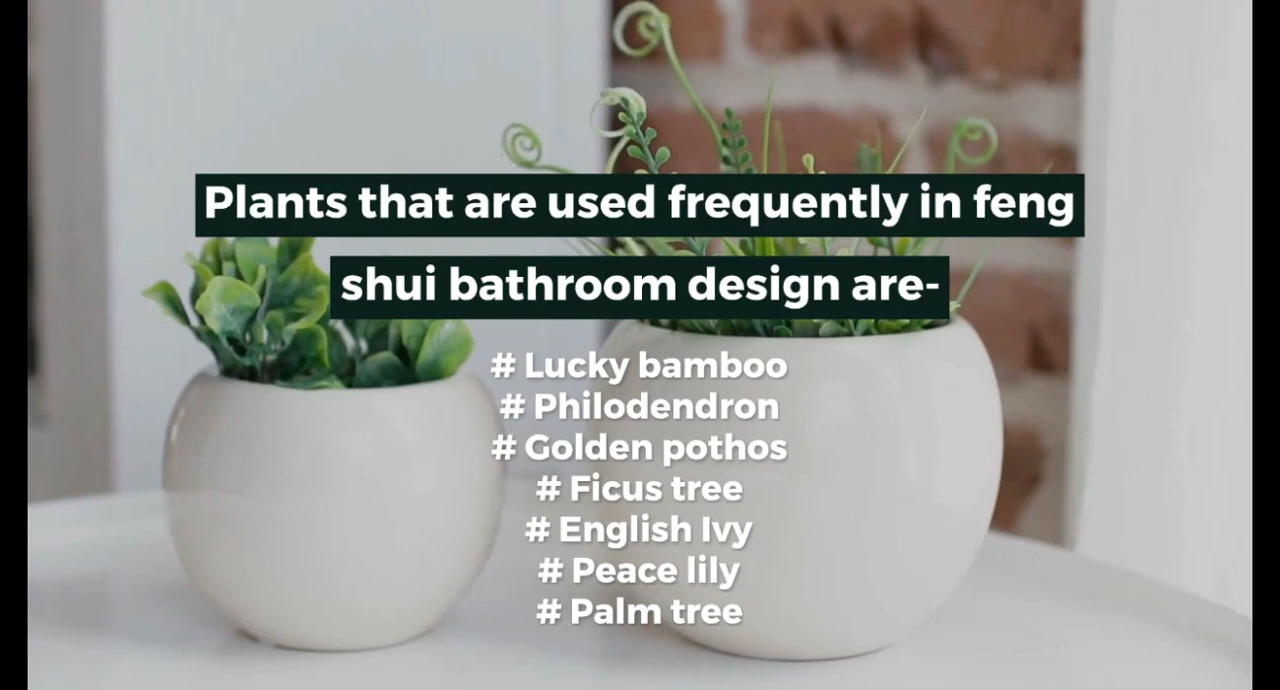 Plants that are used frequently in feng
shui bathroom design are-
# Lucky bamboo
# Philodendron
# Golden pothos
# Ficus tree
# English Ivy
# Peace lily
# Palm tree